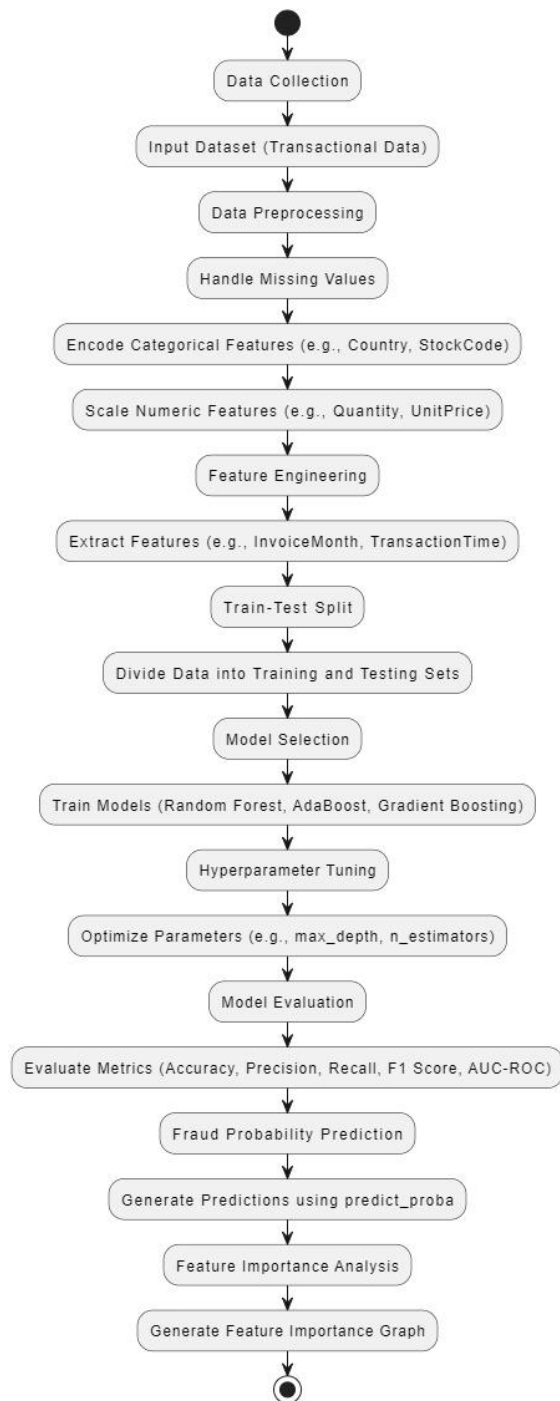 Data Collection
Input Dataset (Transactional Data)
Data Preprocessing
Handle Missing Values
Encode Categorical Features (e.g., Country, StockCode)
Scale Numeric Features (e.g., Quantity, UnitPrice)
Feature Engineering
Extract Features (e.g., InvoiceMonth, TransactionTime)
Train-Test Split
Divide Data into Training and Testing Sets
Model Selection
Train Models (Random Forest, AdaBoost, Gradient Boosting)
Hyperparameter Tuning
Optimize Parameters (e.g., max_depth, n_estimators)
Model Evaluation
Evaluate Metrics (Accuracy, Precision, Recall, F1 Score, AUC-ROC)
Fraud Probability Prediction
Generate Predictions using predict_proba
Feature Importance Analysis
Generate Feature Importance Graph